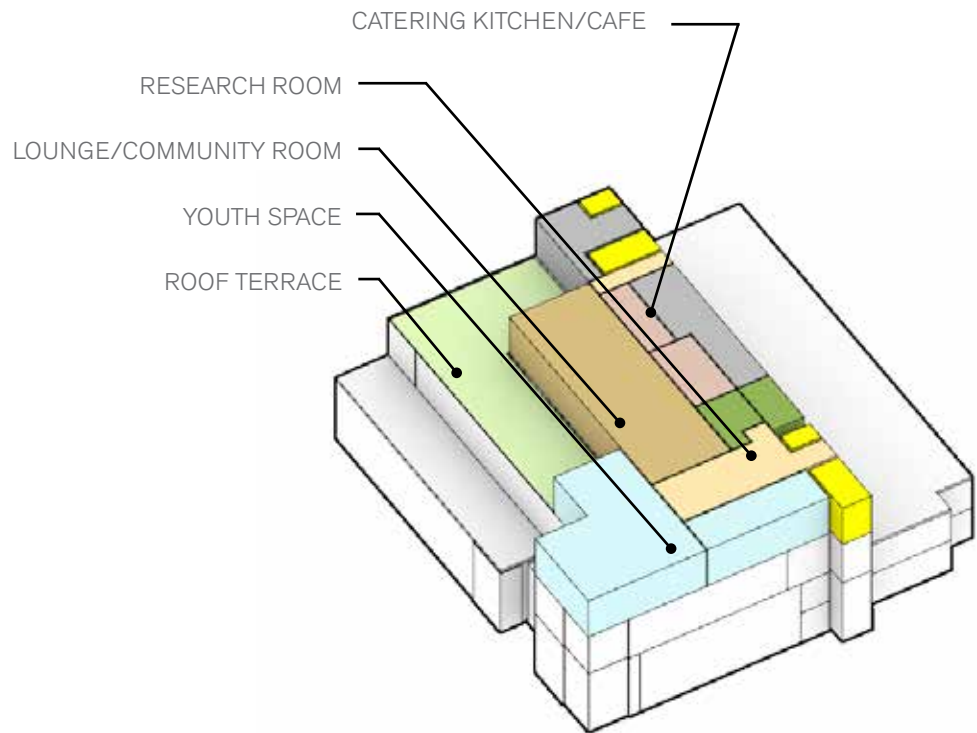 CATERING KITCHEN/CAFE
RESEARCH ROOM
LOUNGE/COMMUNITY ROOM
YOUTH SPACE
ROOF TERRACE